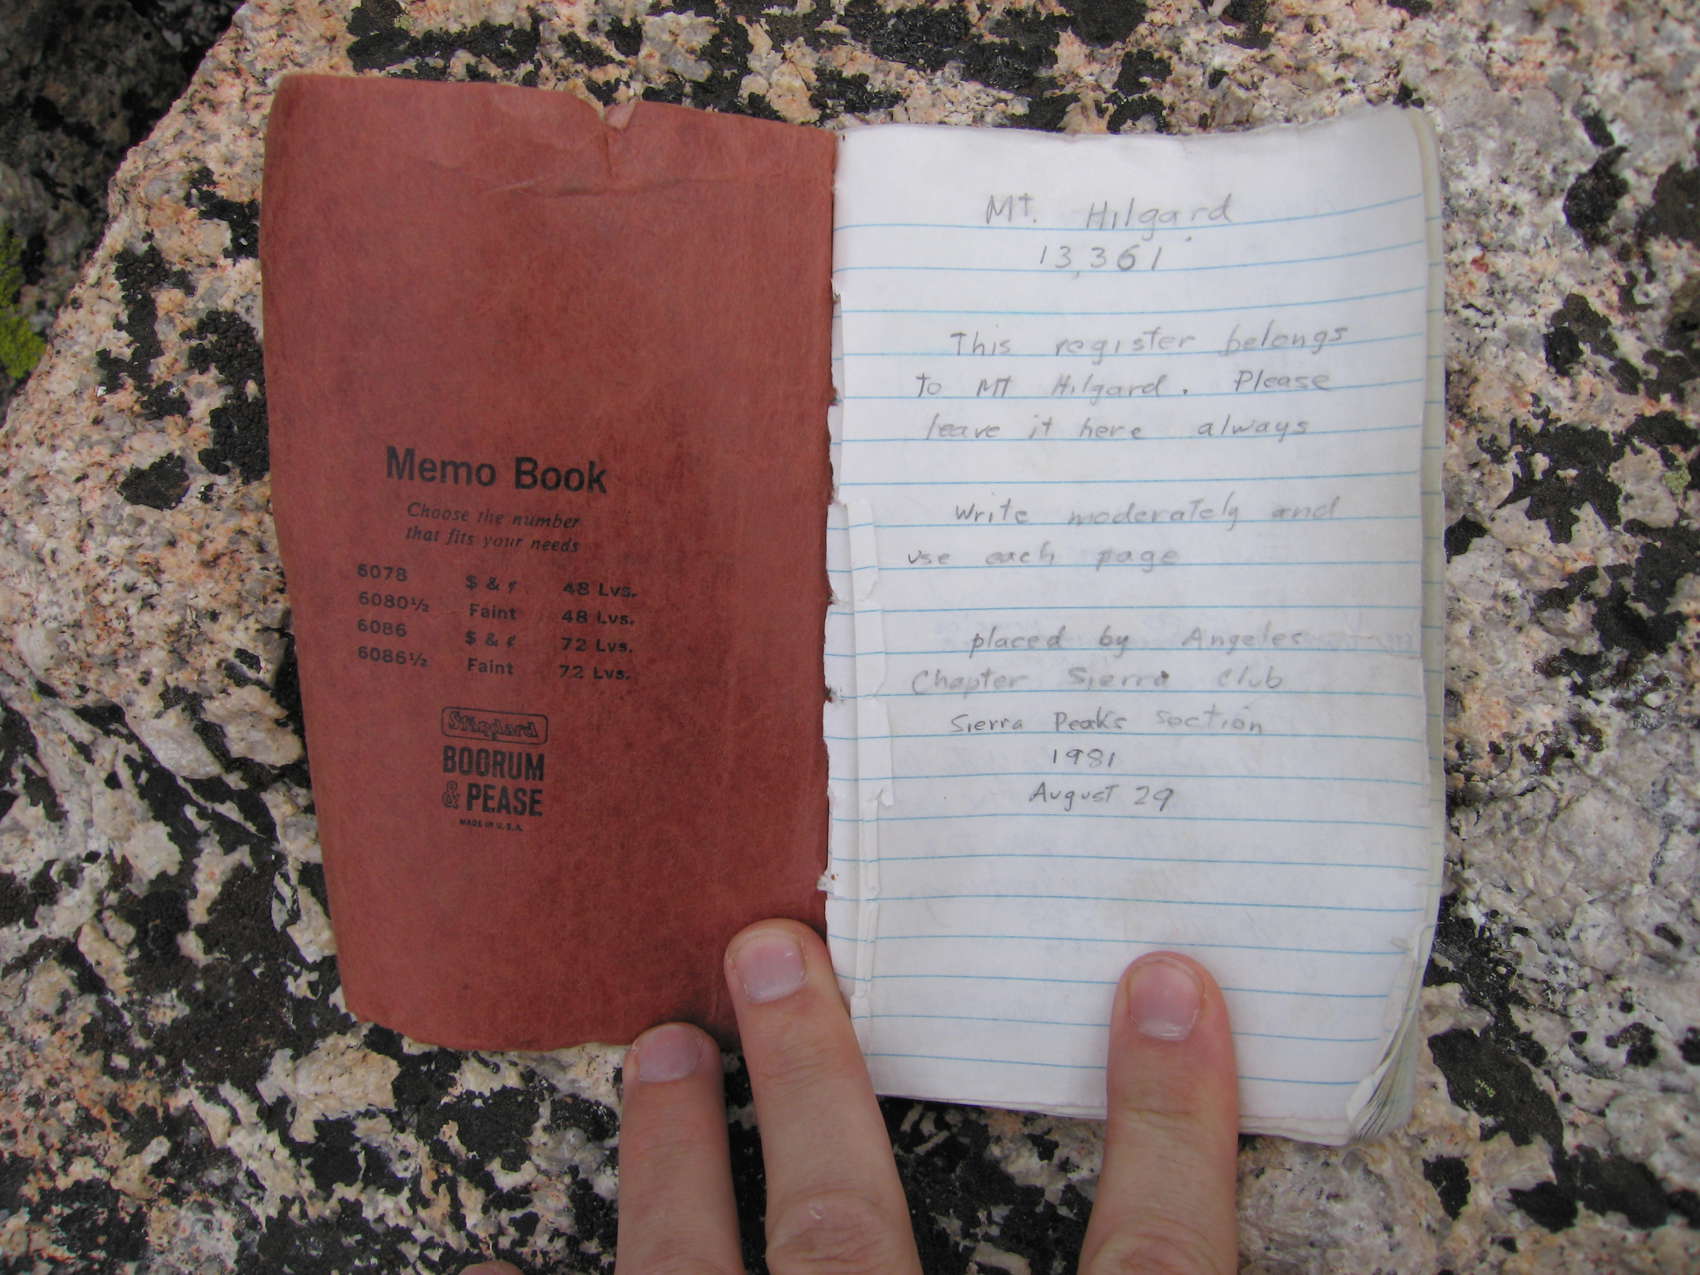 Memo Book
Choose the number
that fits your needs
6078 $ & ¢ 48 Lvs.
6080½ Faint 48 Lvs.
6086 $ & ¢ 72 Lvs.
6086½ Faint 72 Lvs.
Standard
BOORUM
& PEASE
MADE IN U.S.A.
Mt. Hilgard
13,361
This register belongs
to Mt Hilgard. Please
leave it here always
Write moderately and
use each page
placed by Angeles
Chapter Sierra Club
Sierra Peaks Section
1981
August 29